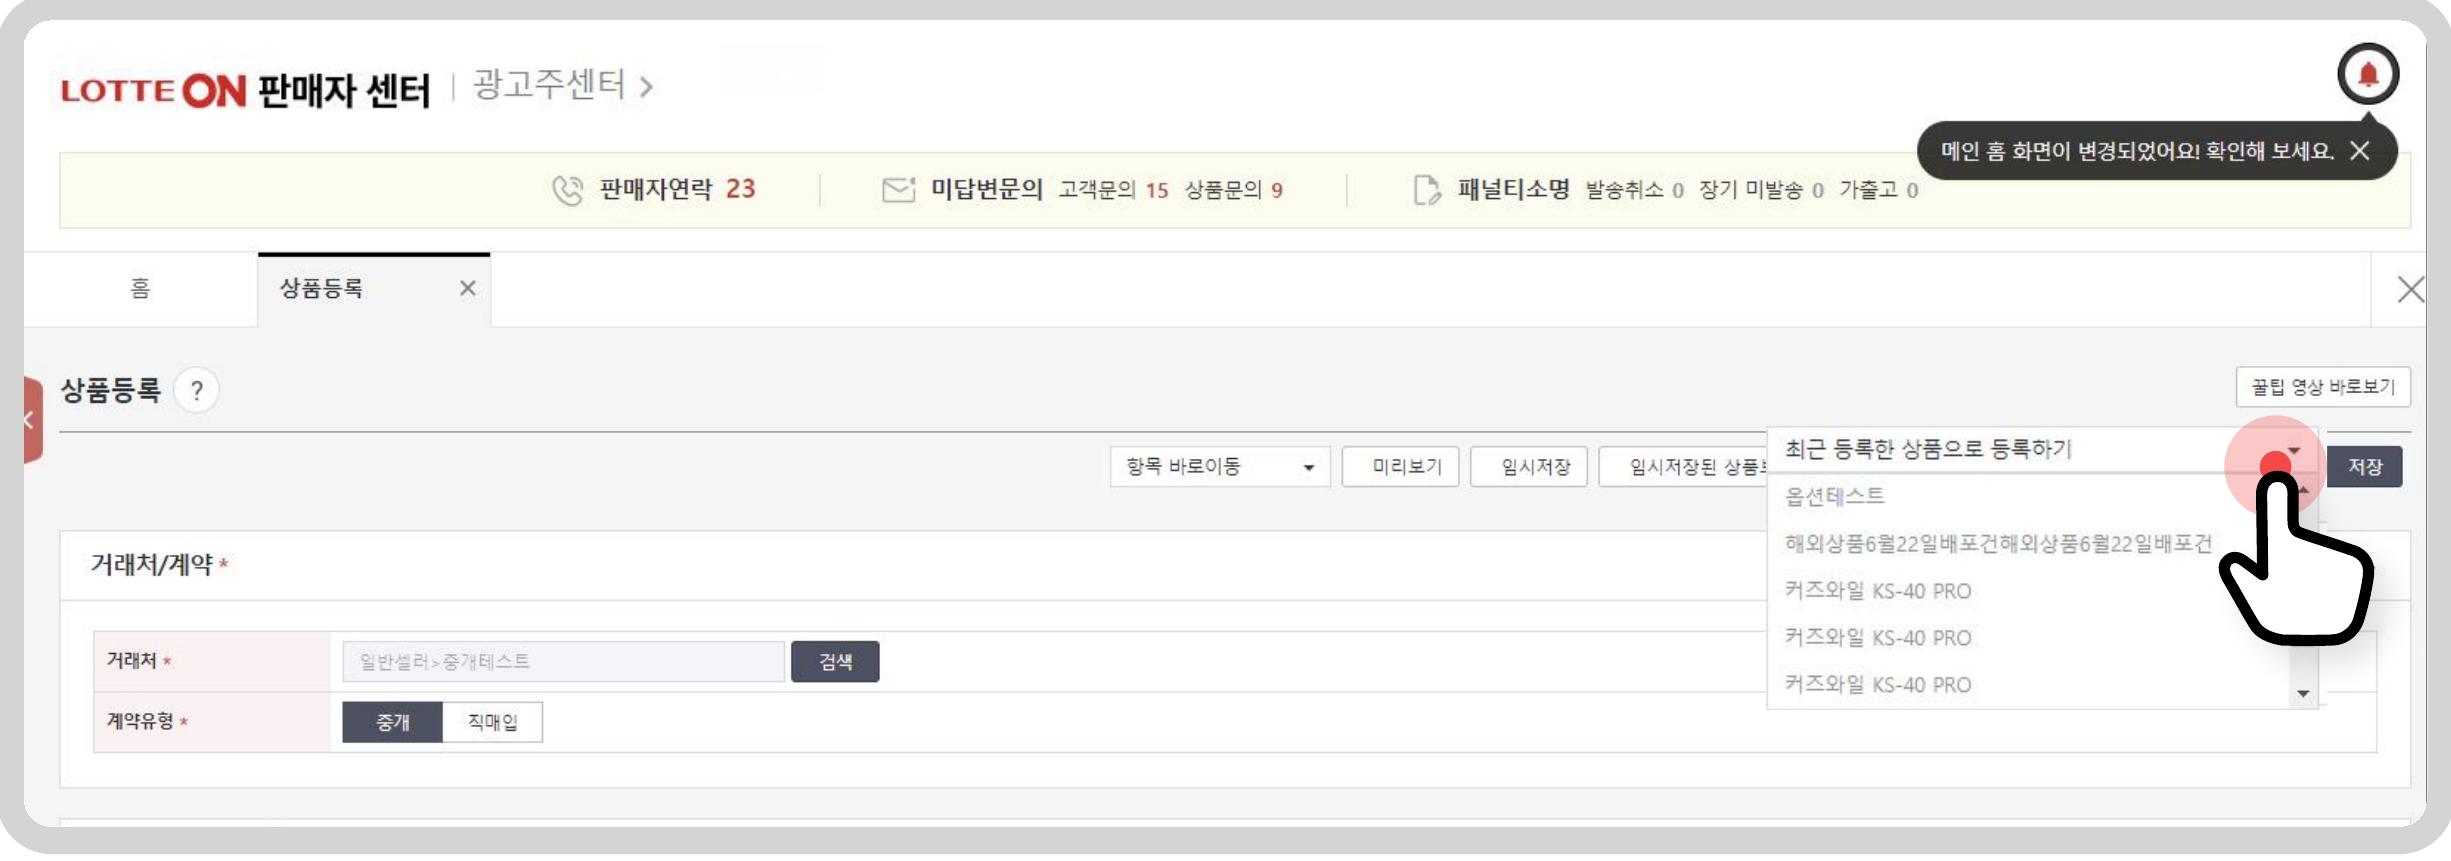 LOTTE ON 판매자 센터 광고주센터 >
메인 홈 화면이 변경되었어요! 확인해 보세요.
판매자연락 23 미답변문의 고객문의 15 상품문의 9 패널티소명 발송취소 0 장기 미발송 0 가출고 0
홈 상품등록
상품등록 ?
꿀팁 영상 바로보기
항목 바로이동 미리보기 임시저장 임시저장된 상품 최근 등록한 상품으로 등록하기 저장
옵션테스트
해외상품6월22일배포건해외상품6월22일배포건
커즈와일 KS-40 PRO
커즈와일 KS-40 PRO
커즈와일 KS-40 PRO
거래처/계약 *
거래처 * 일반셀러>중개테스트 검색
계약유형 * 중개 직매입